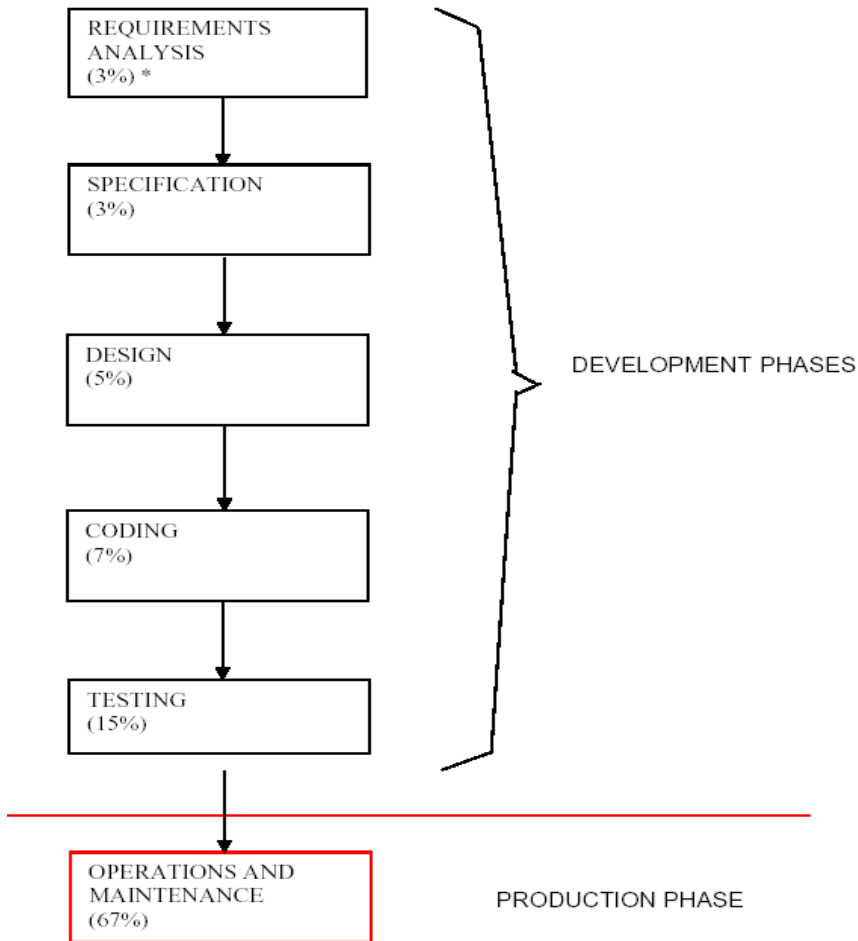 REQUIREMENTS
ANALYSIS
(3%) *
SPECIFICATION
(3%)
DESIGN
(5%)
DEVELOPMENT PHASES
CODING
(7%)
TESTING
(15%)
OPERATIONS AND
MAINTENANCE
(67%)
PRODUCTION PHASE